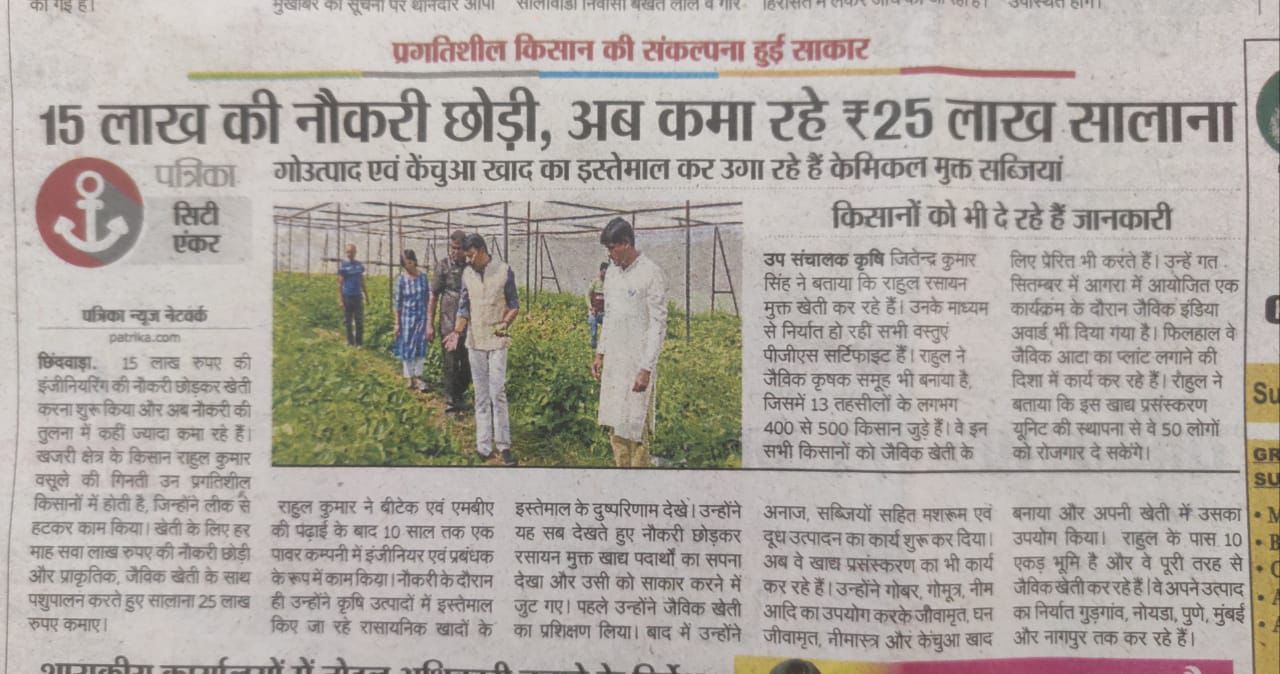 मुखबिर की सूचना पर थानेदार
प्रगतिशील किसान की संकल्पना हुई साकार
15 लाख की नौकरी छोड़ी, अब कमा रहे ₹25 लाख सालाना
पत्रिका
सिटी
एंकर
गोउत्पाद एवं केंचुआ खाद का इस्तेमाल कर उगा रहे हैं केमिकल मुक्त सब्जियां
पत्रिका न्यूज नेटवर्क
patrika.com
छिंदवाड़ा. 15 लाख रुपए की
इंजीनियरिंग की नौकरी छोड़कर खेती
करना शुरू किया और अब नौकरी की
तुलना में कहीं ज्यादा कमा रहे हैं।
खजरी क्षेत्र के किसान राहुल कुमार
वसूले की गिनती उन प्रगतिशील
किसानों में होती है, जिन्होंने लीक से
हटकर काम किया। खेती के लिए हर
माह सवा लाख रुपए की नौकरी छोड़ी
और प्राकृतिक, जैविक खेती के साथ
पशुपालन करते हुए सालाना 25 लाख
रुपए कमाए।
राहुल कुमार ने बीटेक एवं एमबीए
की पढ़ाई के बाद 10 साल तक एक
पावर कम्पनी में इंजीनियर एवं प्रबंधक
के रूप में काम किया। नौकरी के दौरान
ही उन्होंने कृषि उत्पादों में इस्तेमाल
किए जा रहे रासायनिक खादों के
इस्तेमाल के दुष्परिणाम देखे। उन्होंने
यह सब देखते हुए नौकरी छोड़कर
रसायन मुक्त खाद्य पदार्थों का सपना
देखा और उसी को साकार करने में
जुट गए। पहले उन्होंने जैविक खेती
का प्रशिक्षण लिया। बाद में उन्होंने
अनाज, सब्जियों सहित मशरूम एवं
दूध उत्पादन का कार्य शुरू कर दिया।
अब वे खाद्य प्रसंस्करण का भी कार्य
कर रहे हैं। उन्होंने गोबर, गोमूत्र, नीम
आदि का उपयोग करके जीवामृत, घन
जीवामृत, नीमास्त्र और केंचुआ खाद
बनाया और अपनी खेती में उसका
उपयोग किया। राहुल के पास 10
एकड़ भूमि है और वे पूरी तरह से
जैविक खेती कर रहे हैं। वे अपने उत्पाद
का निर्यात गुड़गांव, नोयडा, पुणे, मुंबई
और नागपुर तक कर रहे हैं।
किसानों को भी दे रहे हैं जानकारी
उप संचालक कृषि जितेन्द्र कुमार
सिंह ने बताया कि राहुल रसायन
मुक्त खेती कर रहे हैं। उनके माध्यम
से निर्यात हो रही सभी वस्तुएं
पीजीएस सर्टिफाइट हैं। राहुल ने
जैविक कृषक समूह भी बनाया है,
जिसमें 13 तहसीलों के लगभग
400 से 500 किसान जुड़े हैं। वे इन
सभी किसानों को जैविक खेती के
लिए प्रेरित भी करते हैं। उन्हें गत
सितम्बर में आगरा में आयोजित एक
कार्यक्रम के दौरान जैविक इंडिया
अवार्ड भी दिया गया है। फिलहाल वे
जैविक आटा का प्लांट लगाने की
दिशा में कार्य कर रहे हैं। राहुल ने
बताया कि इस खाद्य प्रसंस्करण
यूनिट की स्थापना से वे 50 लोगों
को रोजगार दे सकेंगे।
Su
GR
SU